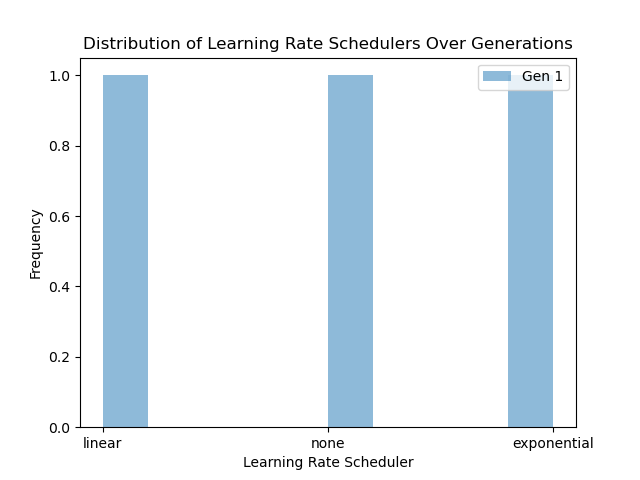 Distribution of Learning Rate Schedulers Over Generations
Gen 1
1.0
0.8
0.6
0.4
0.2
0.0
Frequency
linear
none
exponential
Learning Rate Scheduler